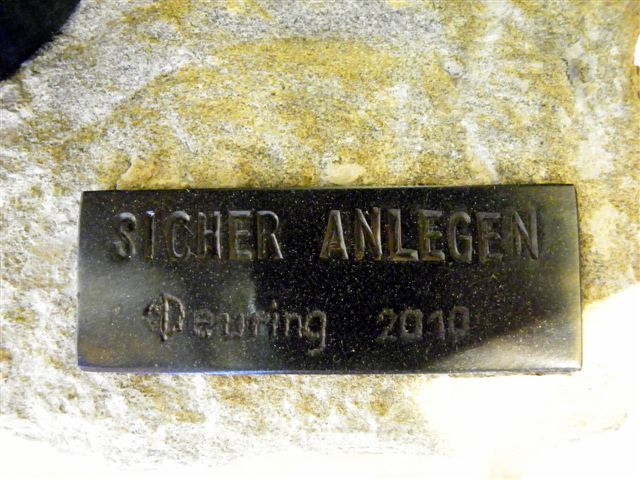 SICHER ANLEGEN
Deuring 2010